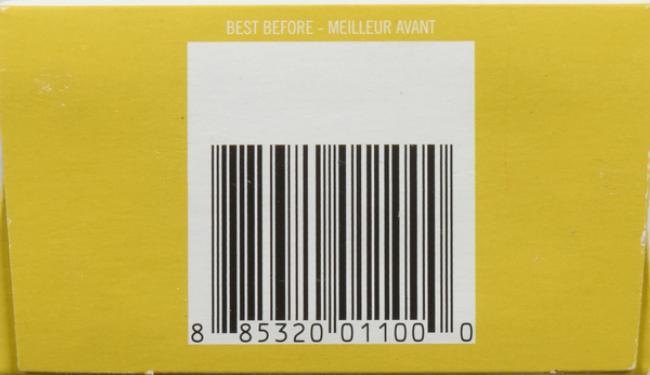 BEST BEFORE - MEILLEUR AVANT
8 85320 01100 0